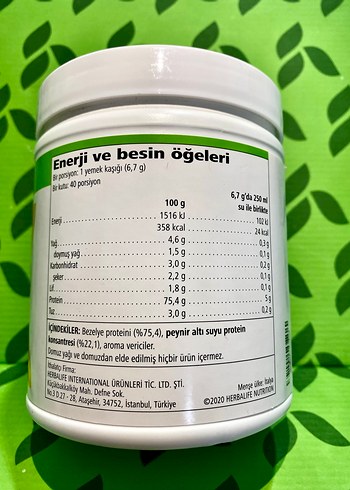 Enerji ve besin öğeleri
Bir porsiyon: 1 yemek kaşığı (6,7 g)
Bir kutu: 40 porsiyon
100 g 6,7 g'da 250 ml su ile birlikte
Enerji 1516 kJ 102 kJ
358 kcal 24 kcal
Yağ 4,6 g 0,3 g
doymuş yağ 1,5 g 0,1 g
Karbonhidrat 3,0 g 0,2 g
şeker 2,2 g 0,1 g
Lif 1,8 g 0,1 g
Protein 75,4 g 5 g
Tuz 3,0 g 0,2 g
İÇİNDEKİLER: Bezelye proteini (%75,4), peynir altı suyu protein
konsantresi (%22,1), aroma vericiler.
Domuz yağı ve domuzdan elde edilmiş hiçbir ürün içermez.
İthalatçı Firma:
HERBALIFE INTERNATIONAL ÜRÜNLERİ TİC. LTD. ŞTİ.
Küçükbakkalköy Mah. Defne Sok.
No:3 D.27 - 28, Ataşehir, 34752, İstanbul, Türkiye
Menşe ülke: İtalya
©2020 HERBALIFE NUTRITION